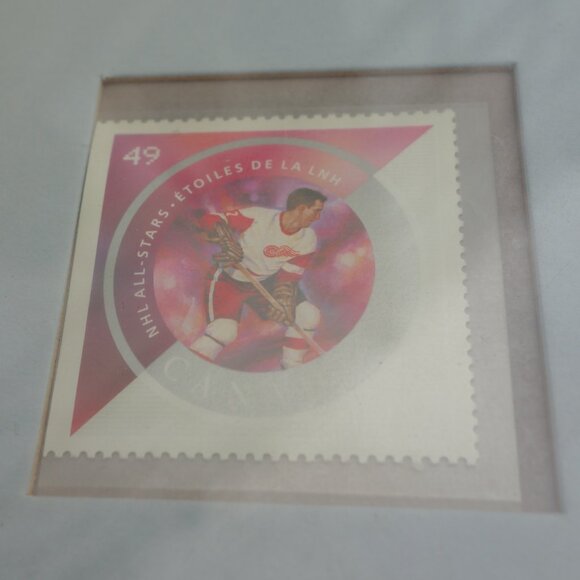 49
NHL ALL-STARS • ÉTOILES DE LA LNH